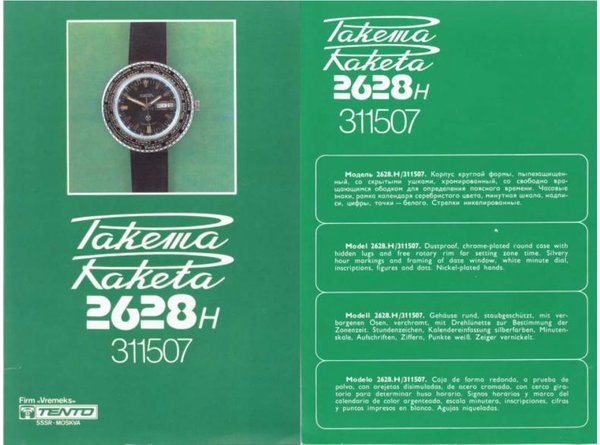 Ракета
Raketa
2628 H
311507
Firm «Vremeks»
TENTO
SSSR - MOSKVA
Ракета
Raketa
2628 H
311507
Модель 2628.Н/311507. Корпус круглой формы, пылезащищен-
ный, со скрытыми ушками, хромированный, со свободно вра-
щающимся ободком для определения поясного времени. Часовые
знаки, рамка календаря серебристого цвета, минутная шкала, надпи-
си, цифры, точки — белого. Стрелки никелированные.
Model 2628.H/311507. Dustproof, chrome-plated round case with
hidden lugs and free rotary rim for setting zone time. Silvery
hour markings and framing of date window, white minute dial,
inscriptions, figures and dots. Nickel-plated hands.
Modell 2628.H/311507. Gehäuse rund, staubgeschützt, mit ver-
borgenen Ösen, verchromt, mit Drehlünette zur Bestimmung der
Zonenzeit. Stundenzeichen, Kalendereinfassung silberfarben, Minuten-
skale, Aufschriften, Ziffern, Punkte weiß. Zeiger vernickelt.
Modelo 2628.H/311507. Caja de forma redonda, a prueba de
polvo, con orejetas disimuladas, de acero cromado, con cerco gira-
torio para determinar huso horario. Signos horarios y marco del
calendario de color argenteado, escala minutera, inscripciones, cifras
y puntos impresos en blanco. Agujas niqueladas.